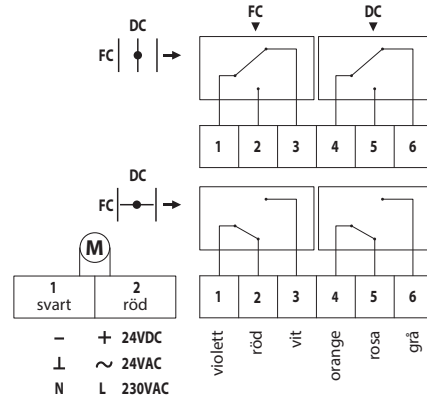 FC DC
DC
FC
1 2 3 4 5 6
DC
FC
M
1 2
svart röd
1 2 3 4 5 6
violett röd vit orange rosa grå
– + 24VDC
⊥ ~ 24VAC
N L 230VAC